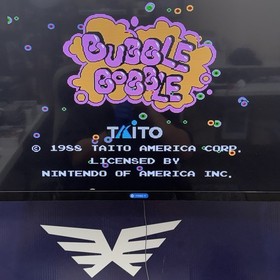 BUBBLE
BOBBLE
TAITO
© 1988 TAITO AMERICA CORP.
LICENSED BY
NINTENDO OF AMERICA INC.